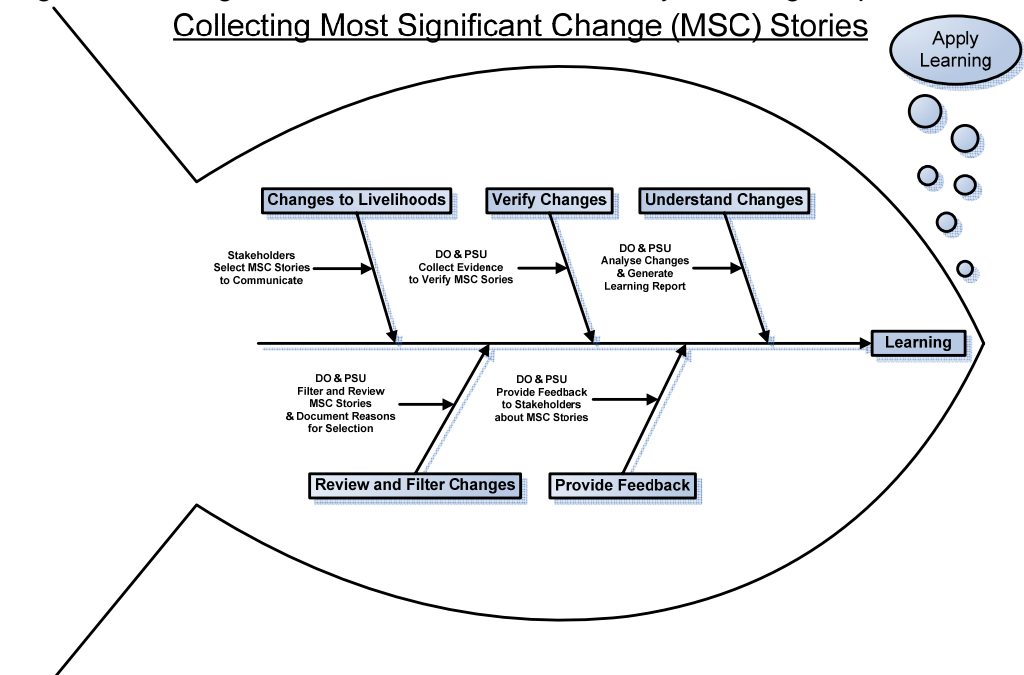 Collecting Most Significant Change (MSC) Stories
Apply
Learning
Changes to Livelihoods
Verify Changes
Understand Changes
Stakeholders
Select MSC Stories
to Communicate
DO & PSU
Collect Evidence
to Verify MSC Sories
DO & PSU
Analyse Changes
& Generate
Learning Report
Learning
DO & PSU
Filter and Review
MSC Stories
& Document Reasons
for Selection
DO & PSU
Provide Feedback
to Stakeholders
about MSC Stories
Review and Filter Changes
Provide Feedback